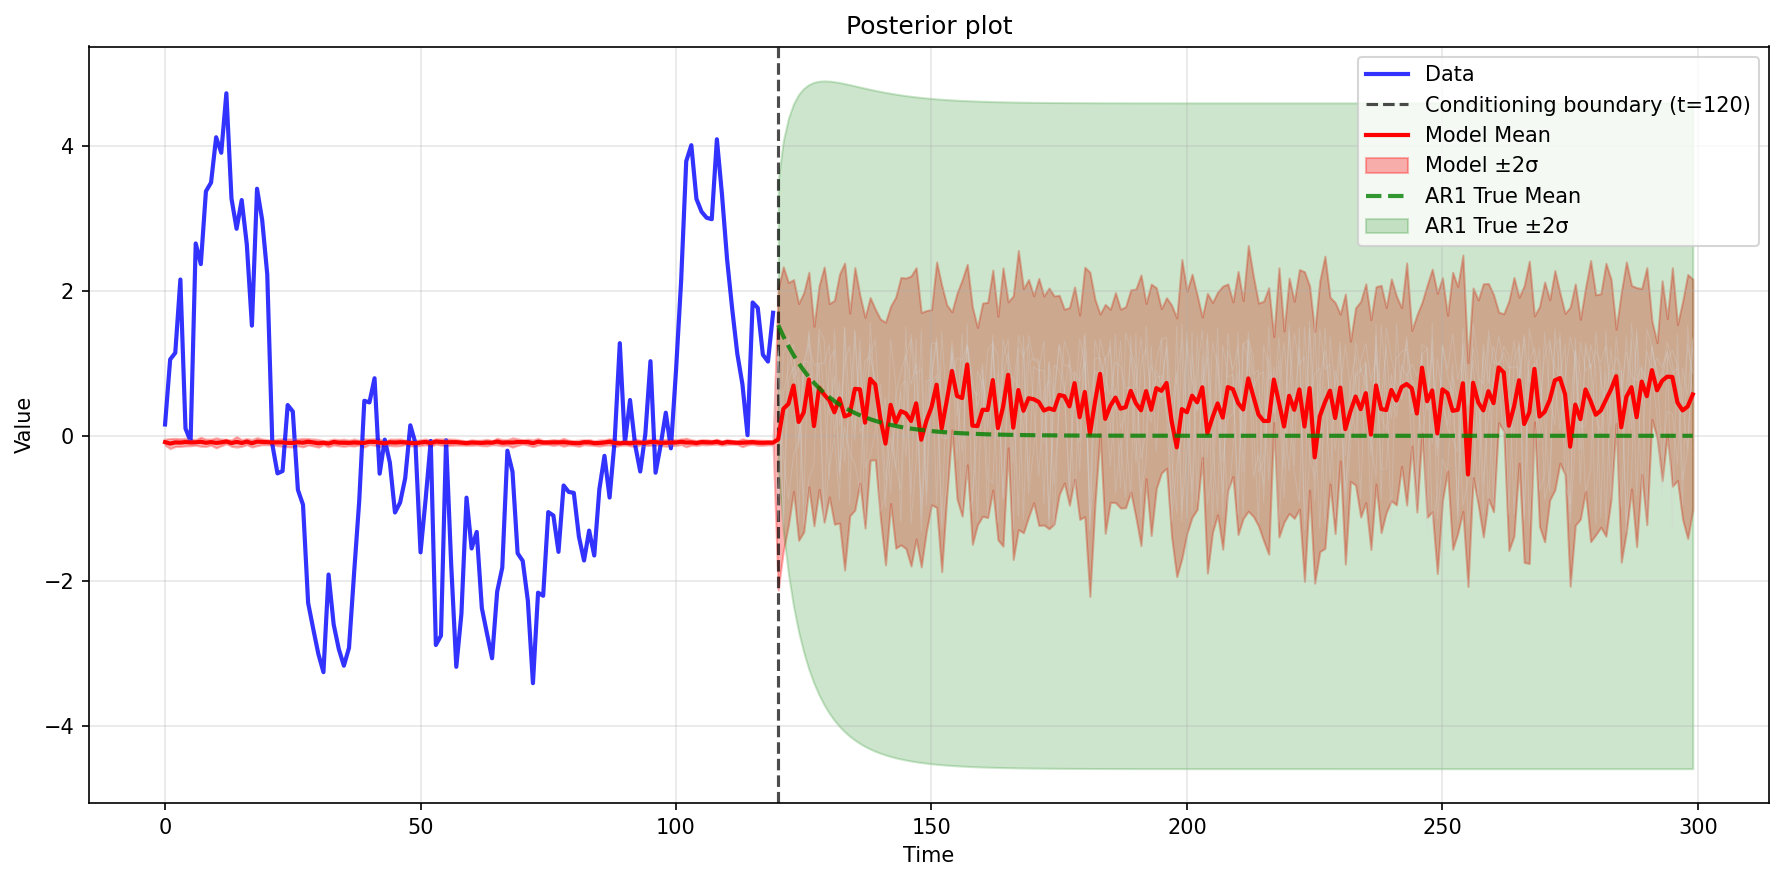 Posterior plot
Value
4
2
0
−2
−4
Data
Conditioning boundary (t=120)
Model Mean
Model ±2σ
AR1 True Mean
AR1 True ±2σ
0 50 100 150 200 250 300
Time